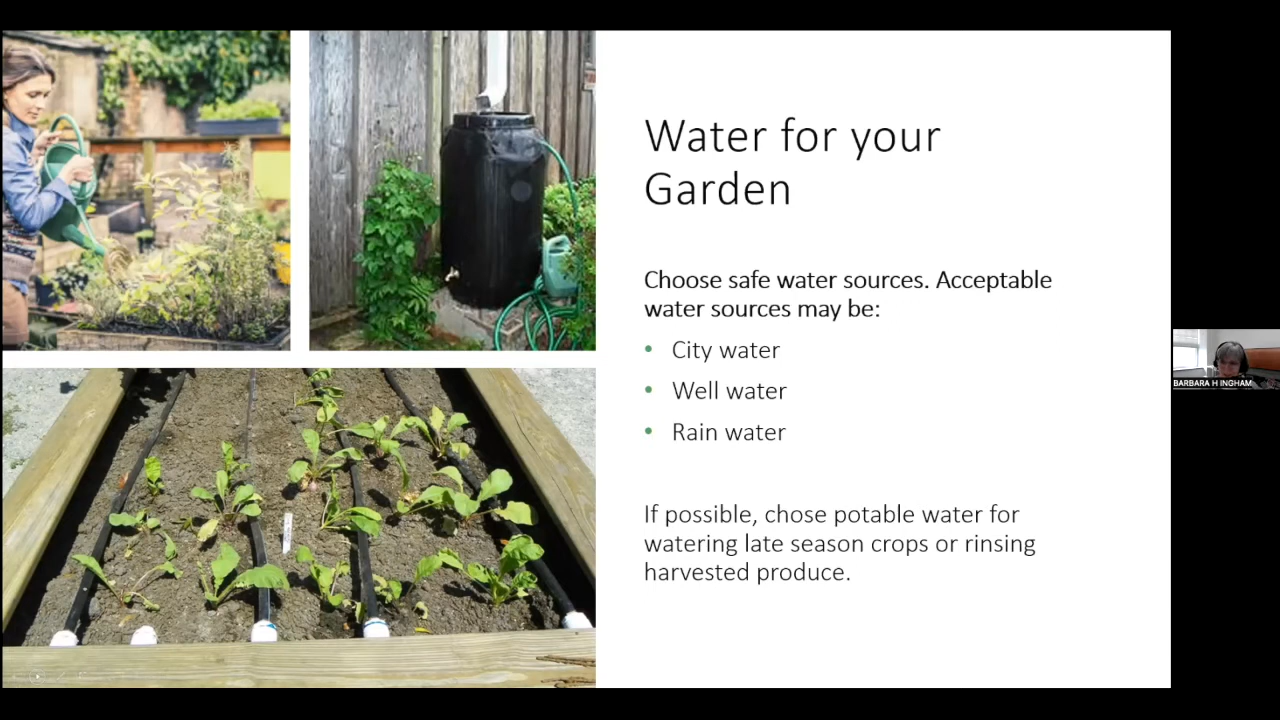 Water for your
Garden
Choose safe water sources. Acceptable
water sources may be:
• City water
• Well water
• Rain water
If possible, chose potable water for
watering late season crops or rinsing
harvested produce.
BARBARA H INGHAM